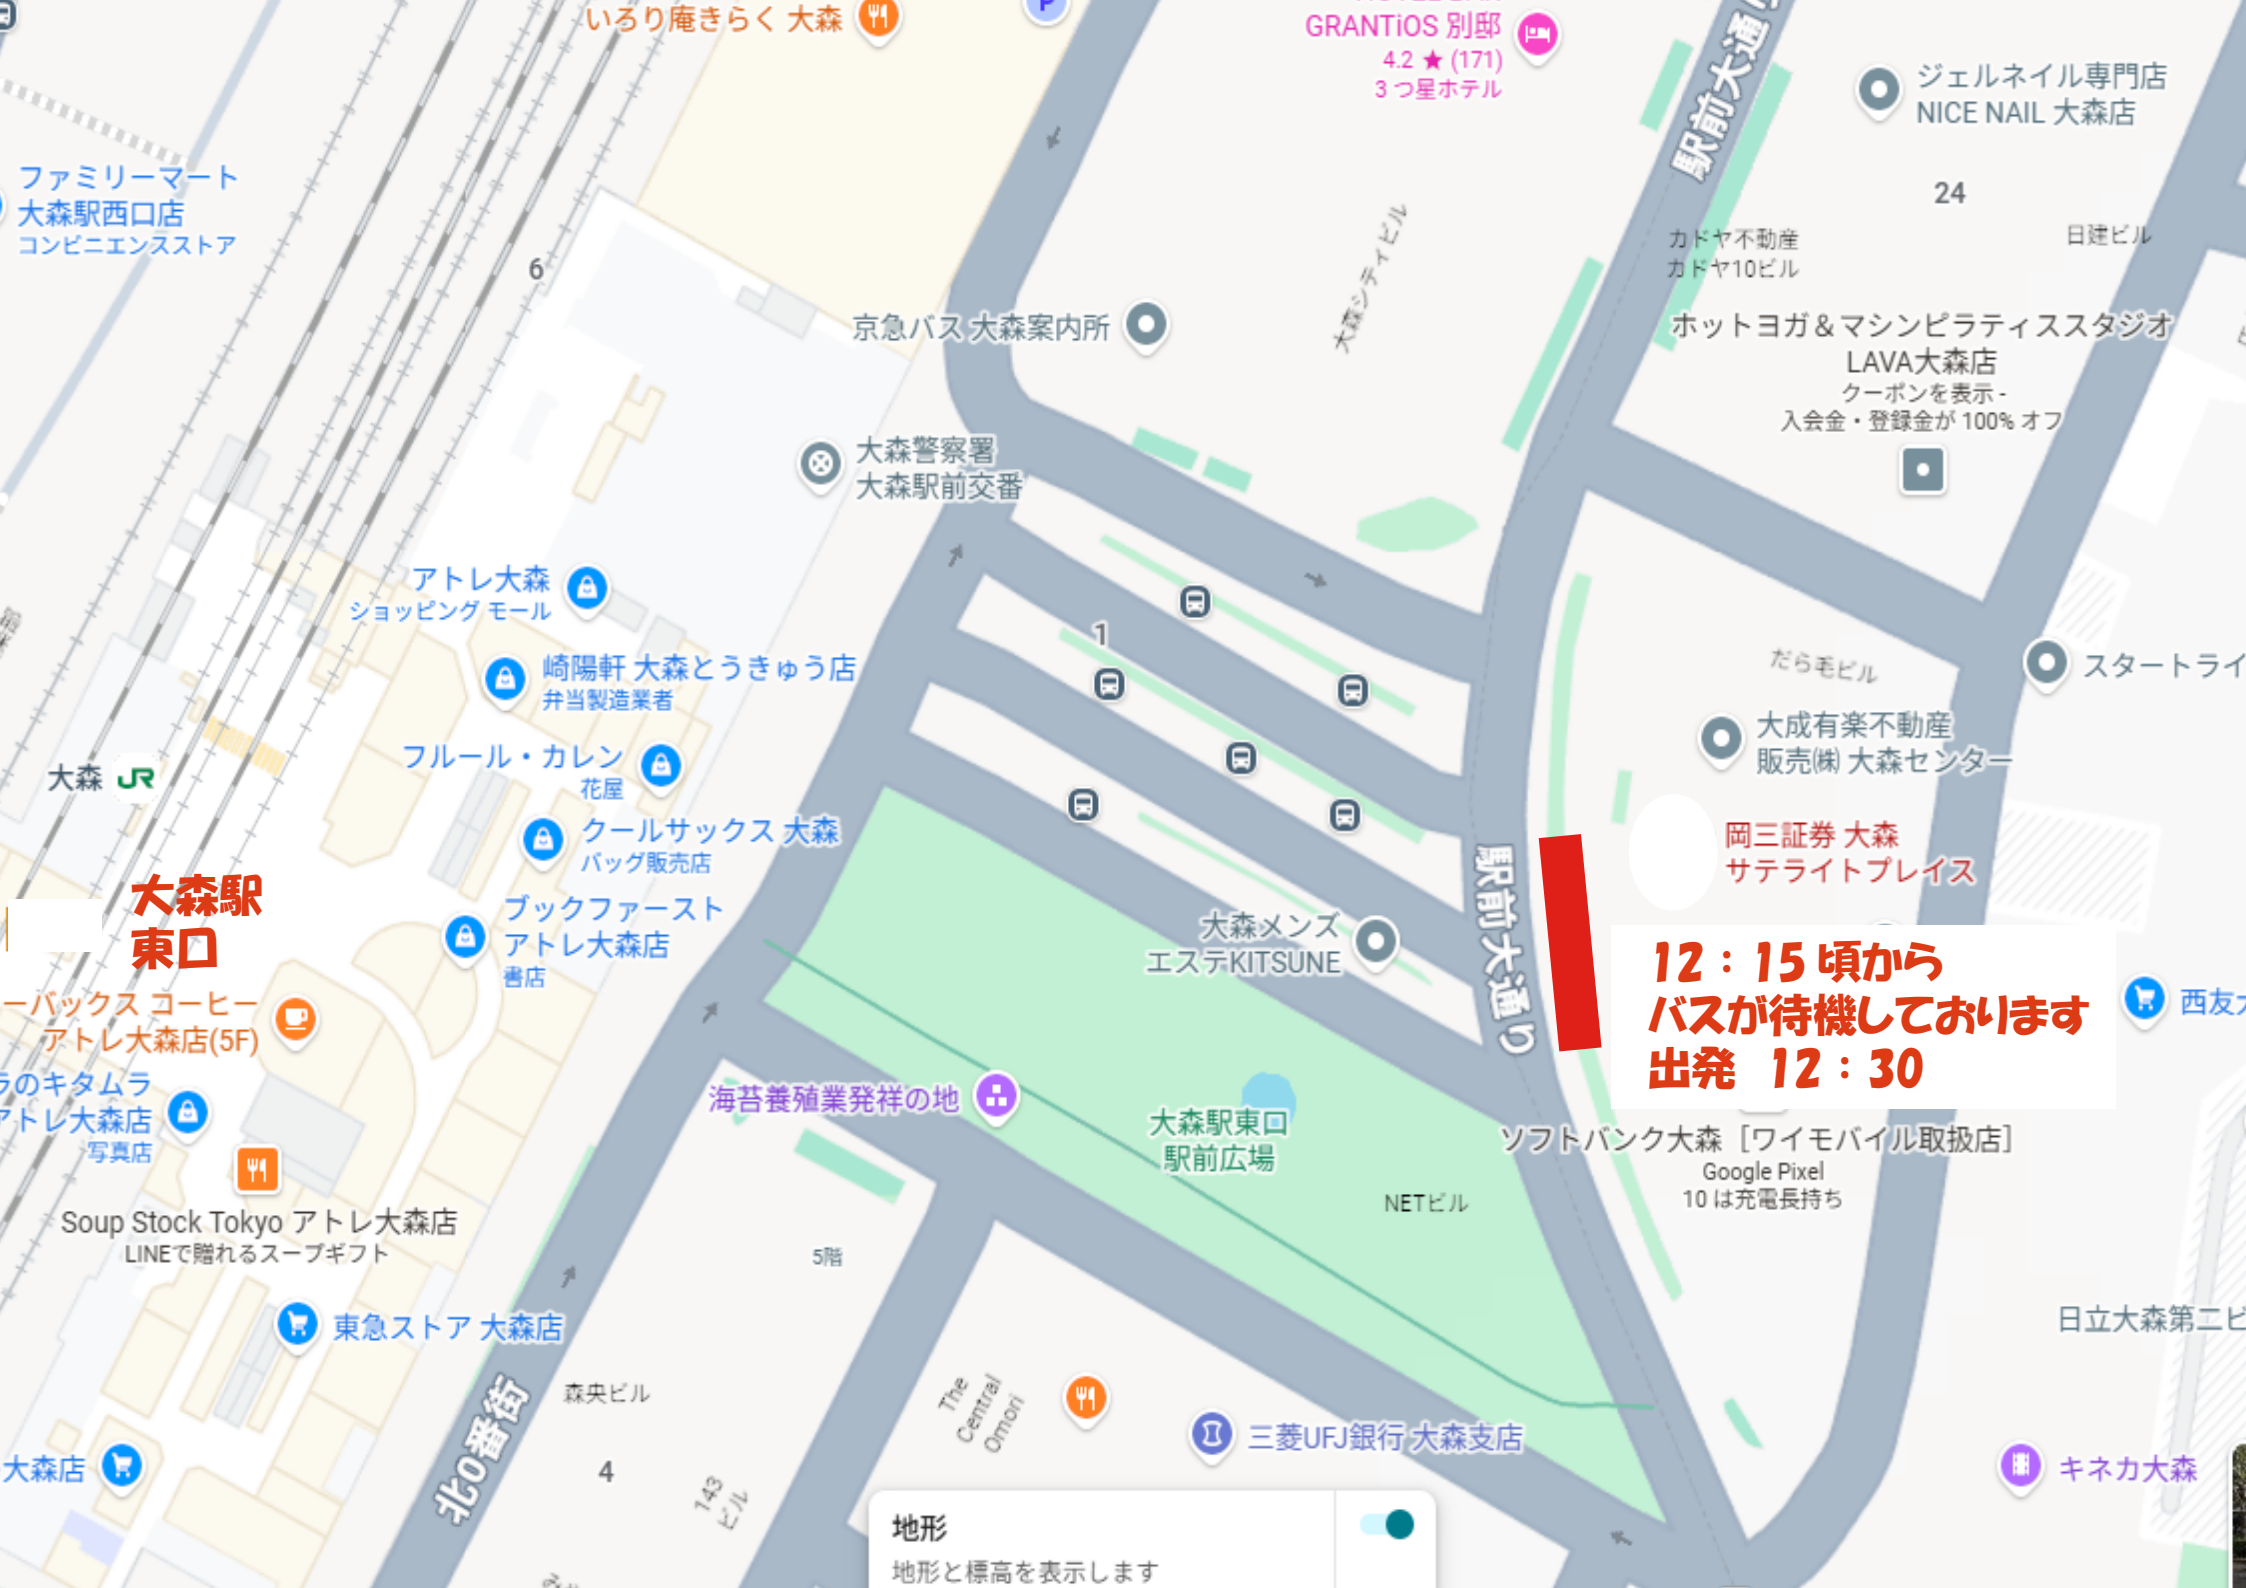 いろり庵きらく 大森
P
GRANTiOS 別邸
4.2 ★ (171)
3 つ星ホテル
駅前大通り
ジェルネイル専門店
NICE NAIL 大森店
24
日建ビル
ファミリーマート
大森駅西口店
コンビニエンスストア
6
カドヤ不動産
カドヤ10ビル
大森シティビル
京急バス 大森案内所
ホットヨガ＆マシンピラティススタジオ
LAVA大森店
クーポンを表示 -
入会金・登録金が 100% オフ
大森警察署
大森駅前交番
アトレ大森
ショッピング モール
1
崎陽軒 大森とうきゅう店
弁当製造業者
だら毛ビル
スタートライ
大成有楽不動産
販売㈱ 大森センター
フルール・カレン
花屋
大森 JR
クールサックス 大森
バッグ販売店
岡三証券 大森
サテライトプレイス
駅前大通り
大森駅
東口
ブックファースト
アトレ大森店
書店
大森メンズ
エステKITSUNE
12：15 頃から
バスが待機しております
出発 12：30
西友大
ーバックス コーヒー
アトレ大森店(5F)
ラのキタムラ
アトレ大森店
写真店
海苔養殖業発祥の地
大森駅東口
駅前広場
ソフトバンク大森［ワイモバイル取扱店］
Google Pixel
10 は充電長持ち
NETビル
Soup Stock Tokyo アトレ大森店
LINEで贈れるスープギフト
5階
東急ストア 大森店
日立大森第二ビ
北口番街
森央ビル
The
Central
Omori
三菱UFJ銀行 大森支店
大森店
4
143
ビル
キネカ大森
地形
地形と標高を表示します